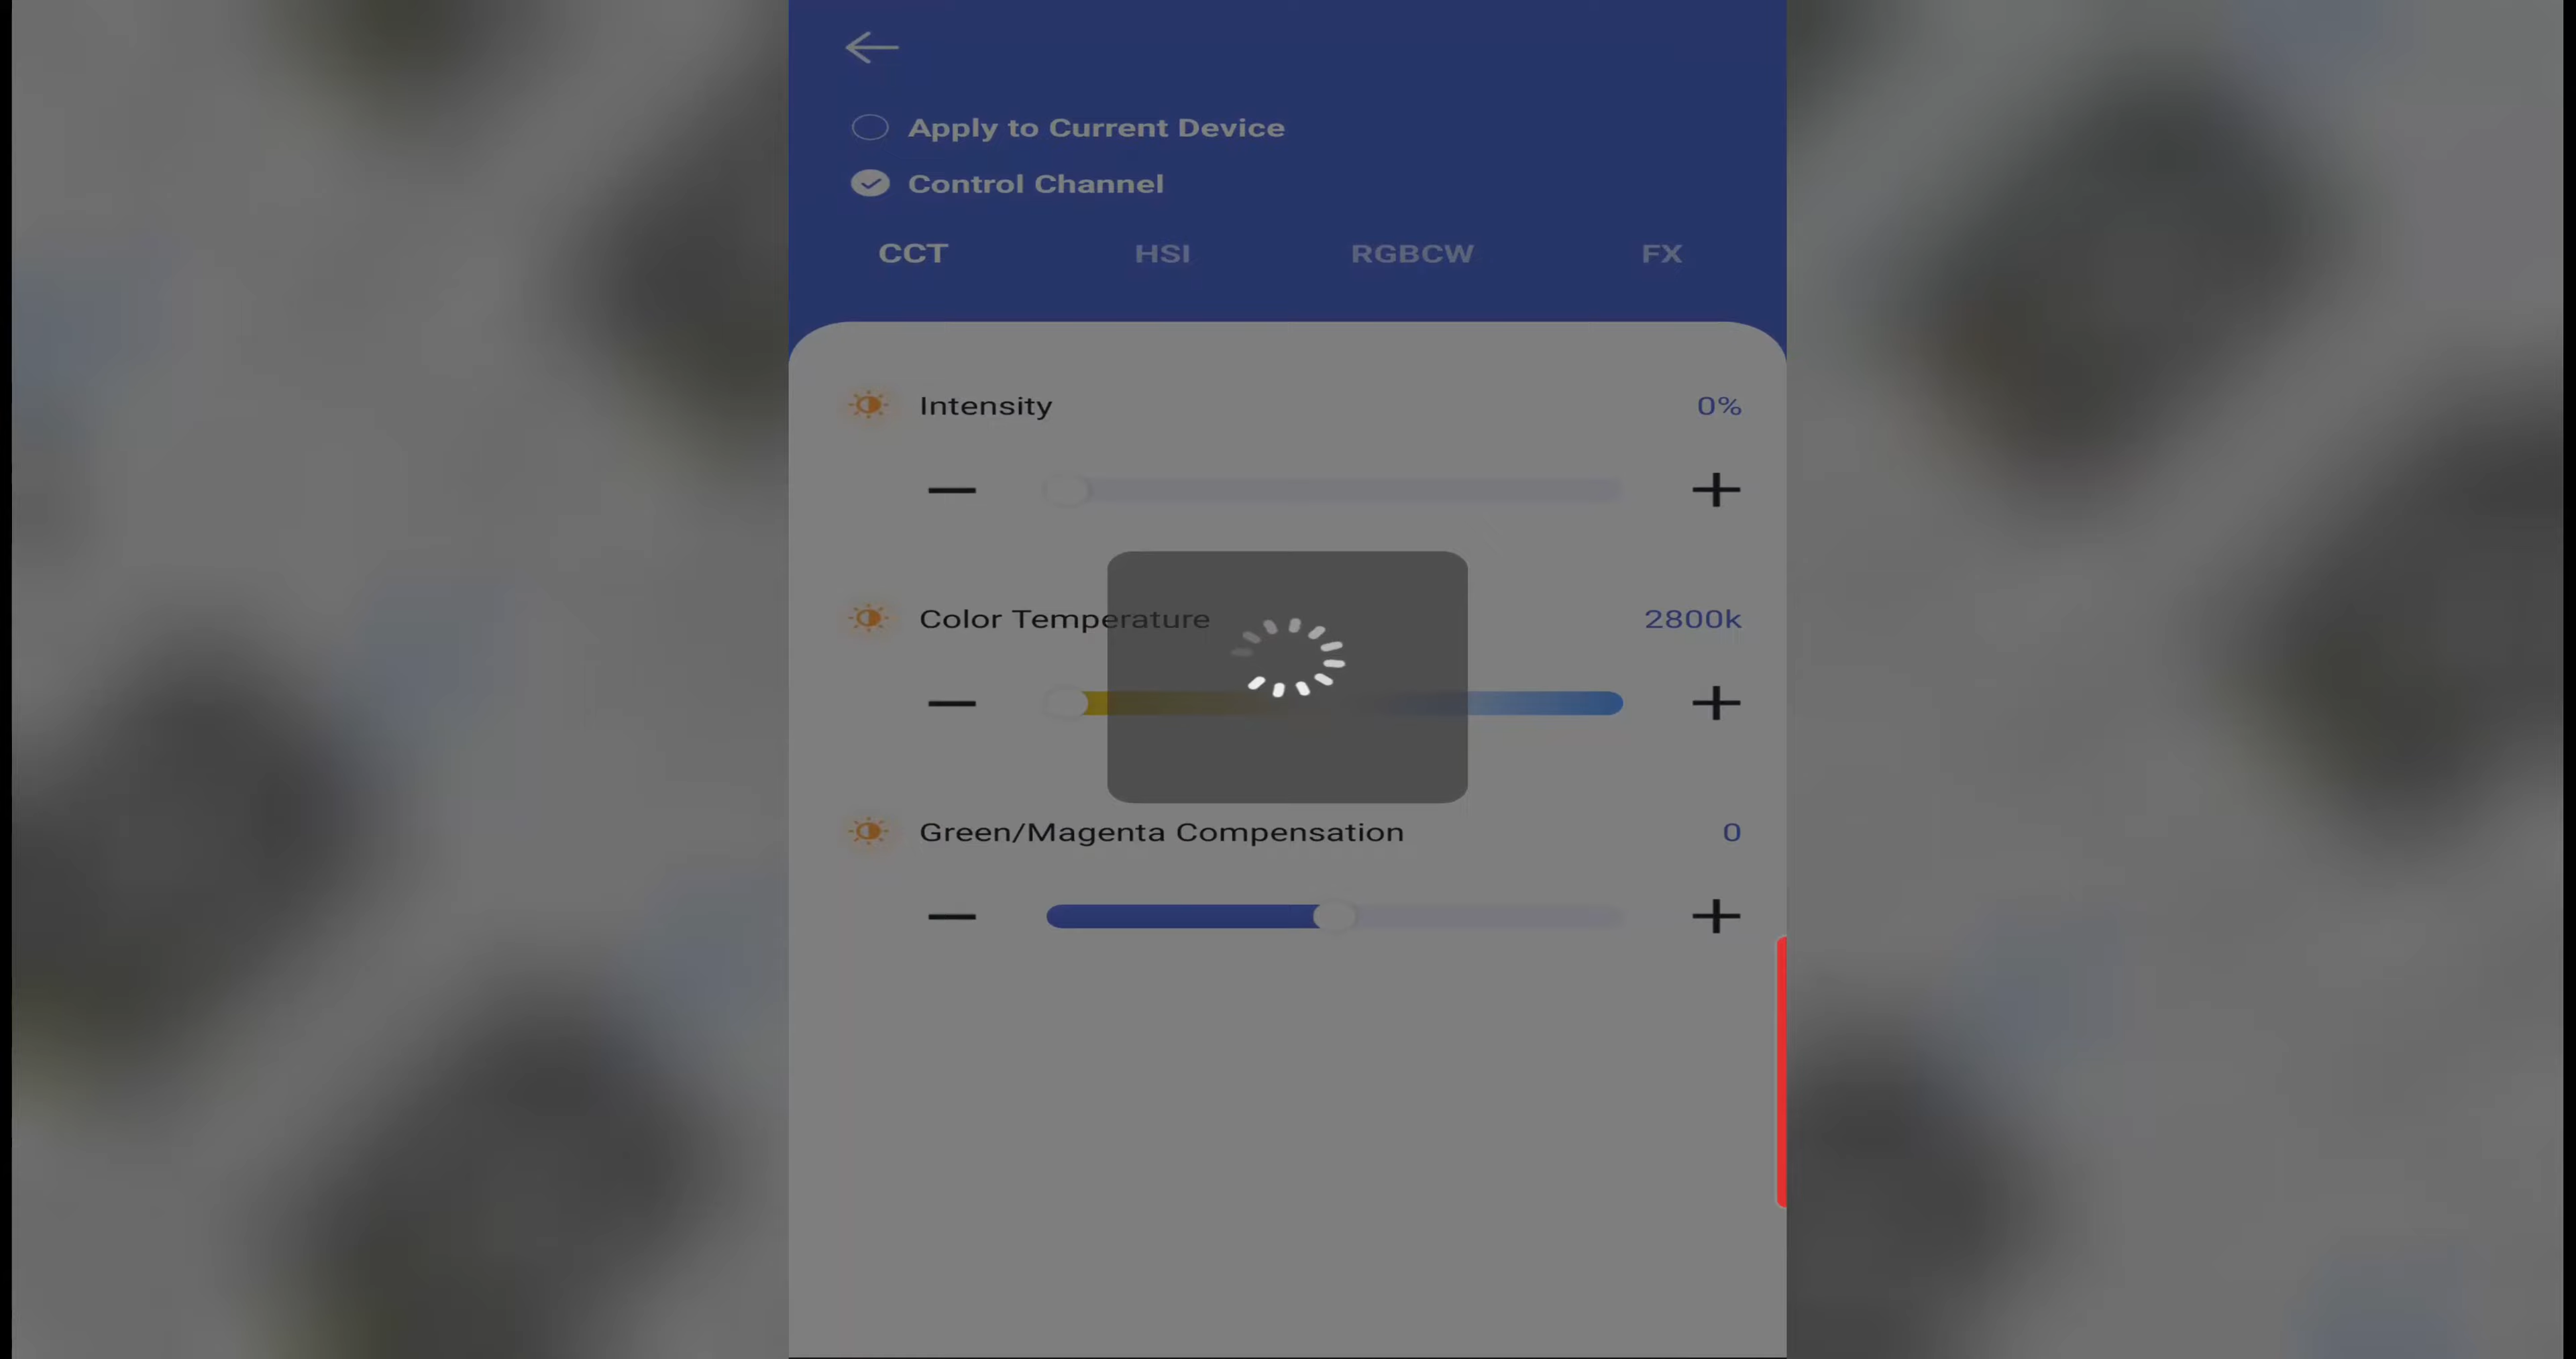 Apply to Current Device
Control Channel
CCT HSI RGBCW FX
Intensity 0%
Color Temperature 2800k
Green/Magenta Compensation 0